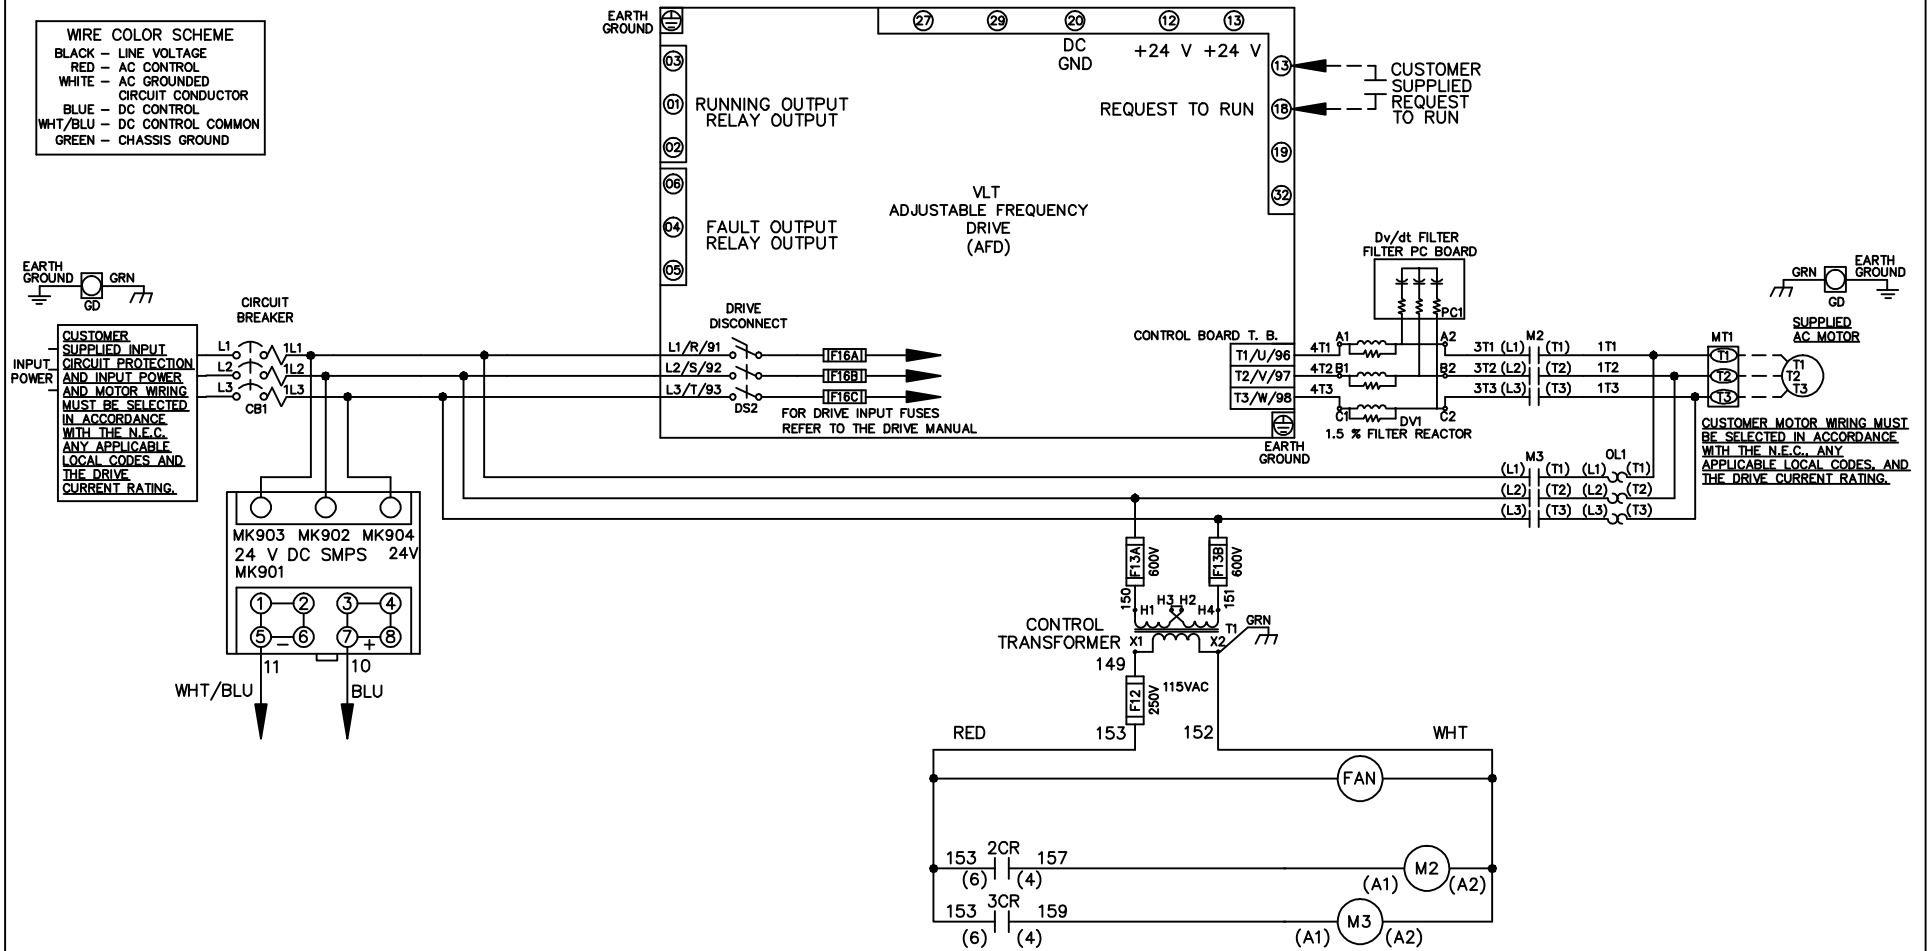 WIRE COLOR SCHEME
BLACK – LINE VOLTAGE
RED – AC CONTROL
WHITE – AC GROUNDED
CIRCUIT CONDUCTOR
BLUE – DC CONTROL
WHT/BLU – DC CONTROL COMMON
GREEN – CHASSIS GROUND
EARTH
GROUND
27 29 20 12 13
DC
GND
+24 V +24 V
03
01
02
RUNNING OUTPUT
RELAY OUTPUT
06
04
05
FAULT OUTPUT
RELAY OUTPUT
13
18
19
32
REQUEST TO RUN
CUSTOMER
SUPPLIED
REQUEST
TO RUN
VLT
ADJUSTABLE FREQUENCY
DRIVE
(AFD)
EARTH
GROUND
GRN
GD
INPUT
POWER
CUSTOMER
SUPPLIED INPUT
CIRCUIT PROTECTION
AND INPUT POWER
AND MOTOR WIRING
MUST BE SELECTED
IN ACCORDANCE
WITH THE N.E.C.
ANY APPLICABLE
LOCAL CODES AND
THE DRIVE
CURRENT RATING.
CIRCUIT
BREAKER
L1 1L1
L2 1L2
L3 1L3
CB1
DRIVE
DISCONNECT
L1/R/91
L2/S/92
L3/T/93
DS2
F16A
F16B
F16C
FOR DRIVE INPUT FUSES
REFER TO THE DRIVE MANUAL
CONTROL BOARD T. B.
T1/U/96
T2/V/97
T3/W/98
EARTH
GROUND
Dv/dt FILTER
FILTER PC BOARD
PC1
4T1 A1 A2
4T2 B1 B2
4T3 C1 C2
DV1
1.5 % FILTER REACTOR
M2
3T1 (L1) (T1) 1T1
3T2 (L2) (T2) 1T2
3T3 (L3) (T3) 1T3
MT1
T1
T2
T3
GRN
GD
EARTH
GROUND
SUPPLIED
AC MOTOR
T1
T2
T3
CUSTOMER MOTOR WIRING MUST
BE SELECTED IN ACCORDANCE
WITH THE N.E.C., ANY
APPLICABLE LOCAL CODES, AND
THE DRIVE CURRENT RATING.
M3 OL1
(L1) (T1) (L1) (T1)
(L2) (T2) (L2) (T2)
(L3) (T3) (L3) (T3)
MK903 MK902 MK904
24 V DC SMPS 24V
MK901
1 2 3 4
5 – 6 7 + 8
11 10
WHT/BLU BLU
F13A 600V
F13B 600V
150 151
H1 H3 H2 H4
CONTROL
TRANSFORMER
X1 X2 T1
GRN
149
F12 250V
115VAC
153 152
RED WHT
FAN
153 2CR 157
(6) (4)
M2
(A1) (A2)
153 3CR 159
(6) (4)
M3
(A1) (A2)